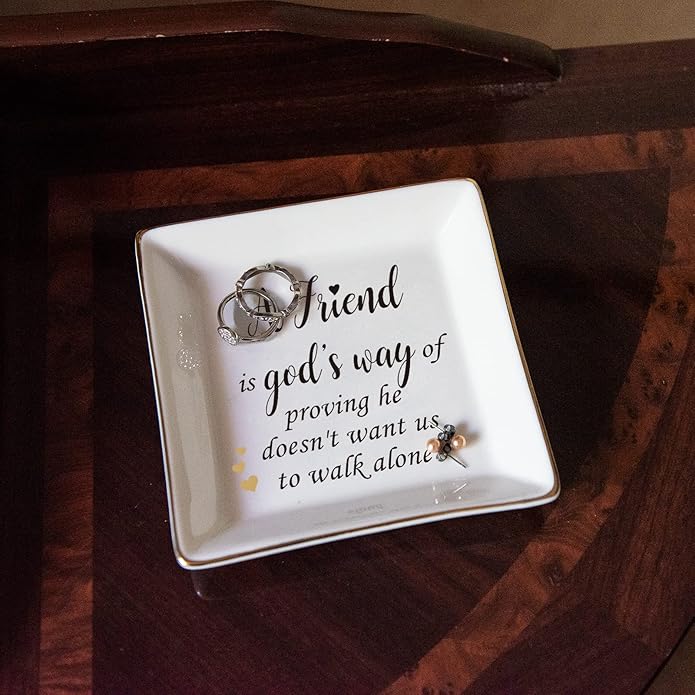 A Friend
is god's way of
proving he
doesn't want us
to walk alone